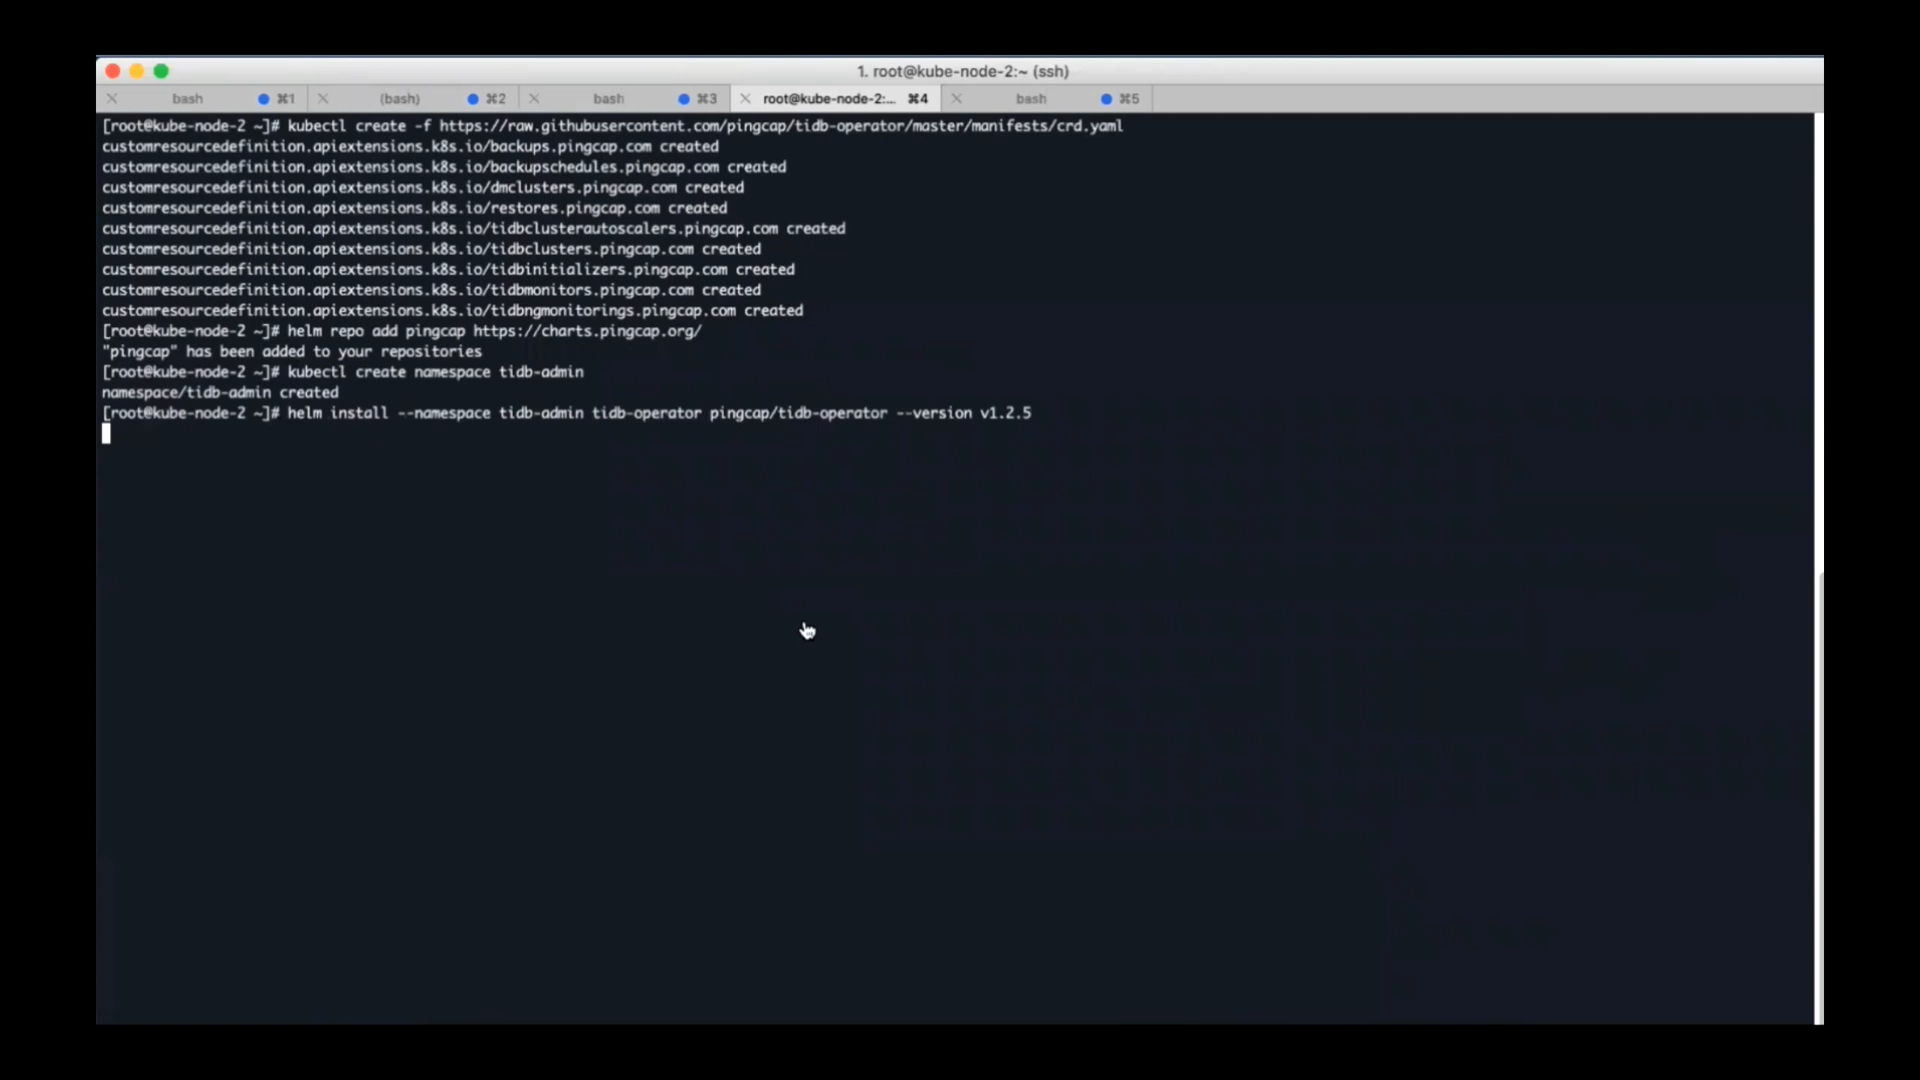 1. root@kube-node-2:~ (ssh)
bash ⌘1 (bash) ⌘2 bash ⌘3 root@kube-node-2:... ⌘4 bash ⌘5
[root@kube-node-2 ~]# kubectl create -f https://raw.githubusercontent.com/pingcap/tidb-operator/master/manifests/crd.yaml
customresourcedefinition.apiextensions.k8s.io/backups.pingcap.com created
customresourcedefinition.apiextensions.k8s.io/backupschedules.pingcap.com created
customresourcedefinition.apiextensions.k8s.io/dmclusters.pingcap.com created
customresourcedefinition.apiextensions.k8s.io/restores.pingcap.com created
customresourcedefinition.apiextensions.k8s.io/tidbclusterautoscalers.pingcap.com created
customresourcedefinition.apiextensions.k8s.io/tidbclusters.pingcap.com created
customresourcedefinition.apiextensions.k8s.io/tidbinitializers.pingcap.com created
customresourcedefinition.apiextensions.k8s.io/tidbmonitors.pingcap.com created
customresourcedefinition.apiextensions.k8s.io/tidbngmonitorings.pingcap.com created
[root@kube-node-2 ~]# helm repo add pingcap https://charts.pingcap.org/
"pingcap" has been added to your repositories
[root@kube-node-2 ~]# kubectl create namespace tidb-admin
namespace/tidb-admin created
[root@kube-node-2 ~]# helm install --namespace tidb-admin tidb-operator pingcap/tidb-operator --version v1.2.5